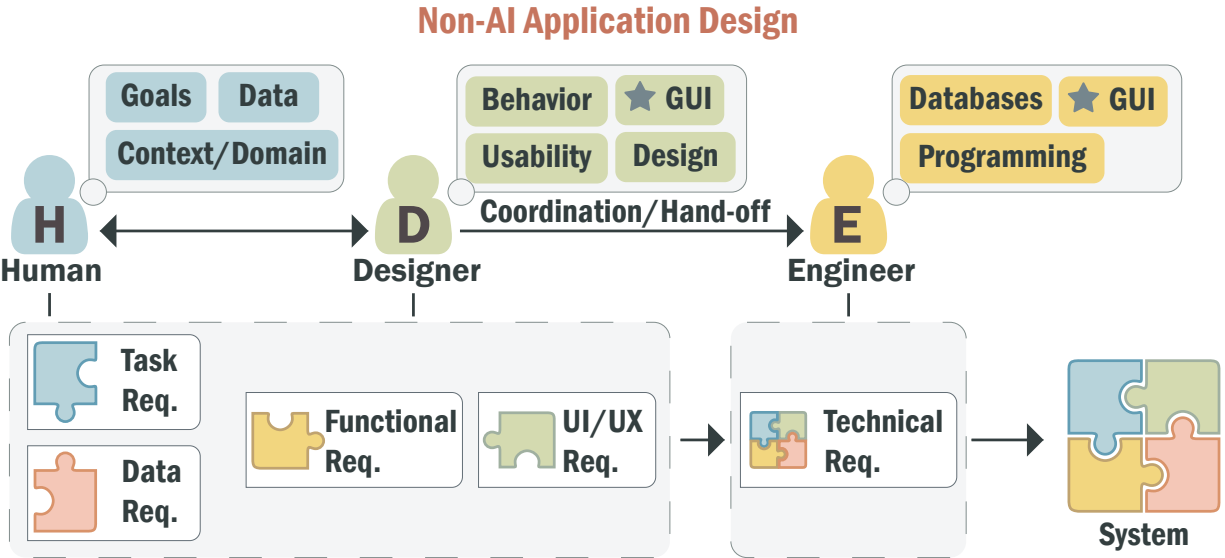 Non-AI Application Design
Goals
Data
Context/Domain
Behavior
GUI
Usability
Design
Databases
GUI
Programming
H
D
E
Coordination/Hand-off
Human
Designer
Engineer
Task
Req.
Data
Req.
Functional
Req.
UI/UX
Req.
Technical
Req.
System